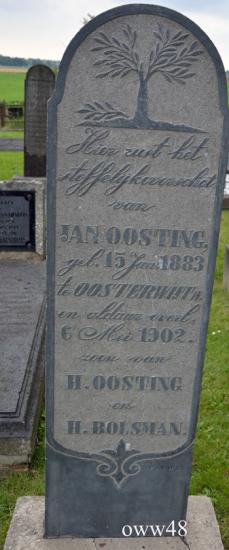 Hier rust het
stoffelijk overschot
van
JAN OOSTING,
geb. 15 Jan. 1883
te OOSTERWIJTW.
en aldaar overl.
6 Mei 1902.
zoon van
H. OOSTING
en
H. BOLSMAN.
oww48